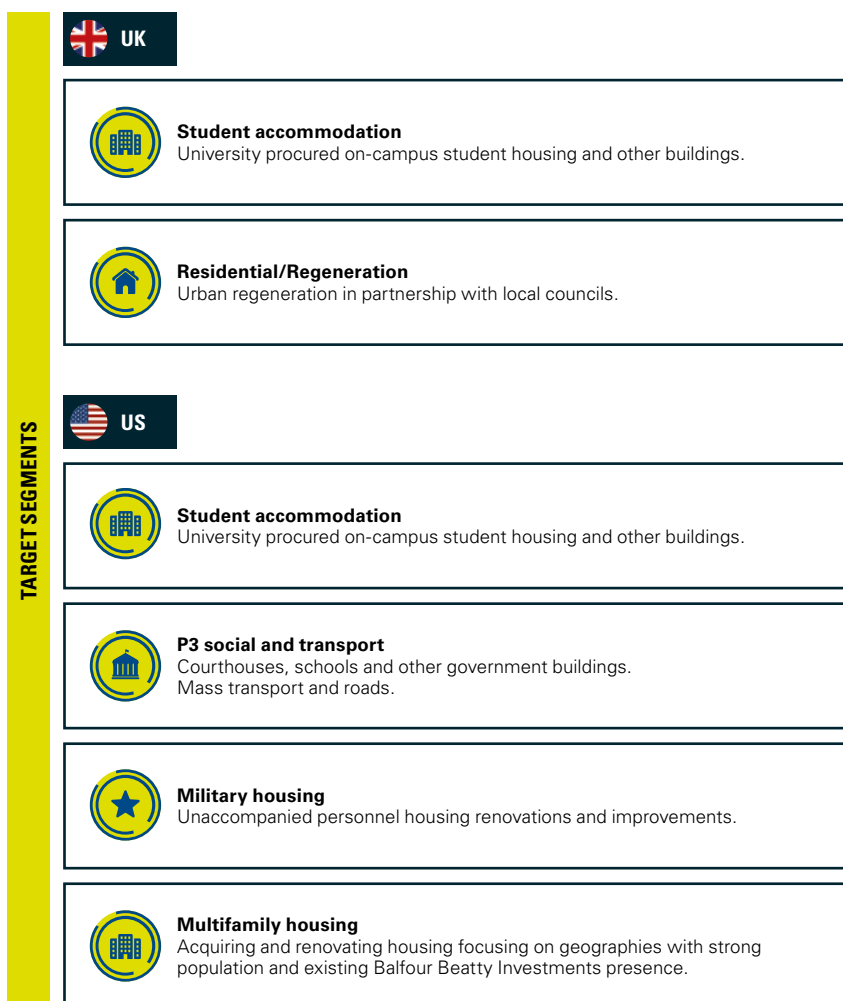 TARGET SEGMENTS
UK
Student accommodation
University procured on-campus student housing and other buildings.
Residential/Regeneration
Urban regeneration in partnership with local councils.
US
Student accommodation
University procured on-campus student housing and other buildings.
P3 social and transport
Courthouses, schools and other government buildings.
Mass transport and roads.
Military housing
Unaccompanied personnel housing renovations and improvements.
Multifamily housing
Acquiring and renovating housing focusing on geographies with strong
population and existing Balfour Beatty Investments presence.